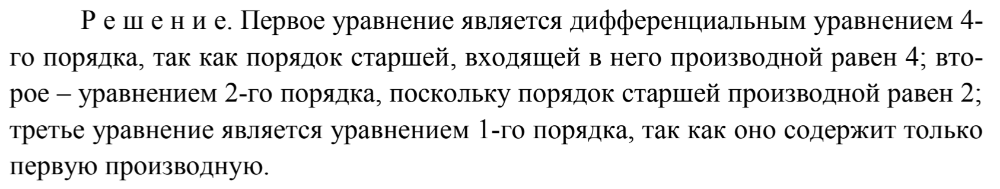 Р е ш е н и е. Первое уравнение является дифференциальным уравнением 4-
го порядка, так как порядок старшей, входящей в него производной равен 4; вто-
рое – уравнением 2-го порядка, поскольку порядок старшей производной равен 2;
третье уравнение является уравнением 1-го порядка, так как оно содержит только
первую производную.